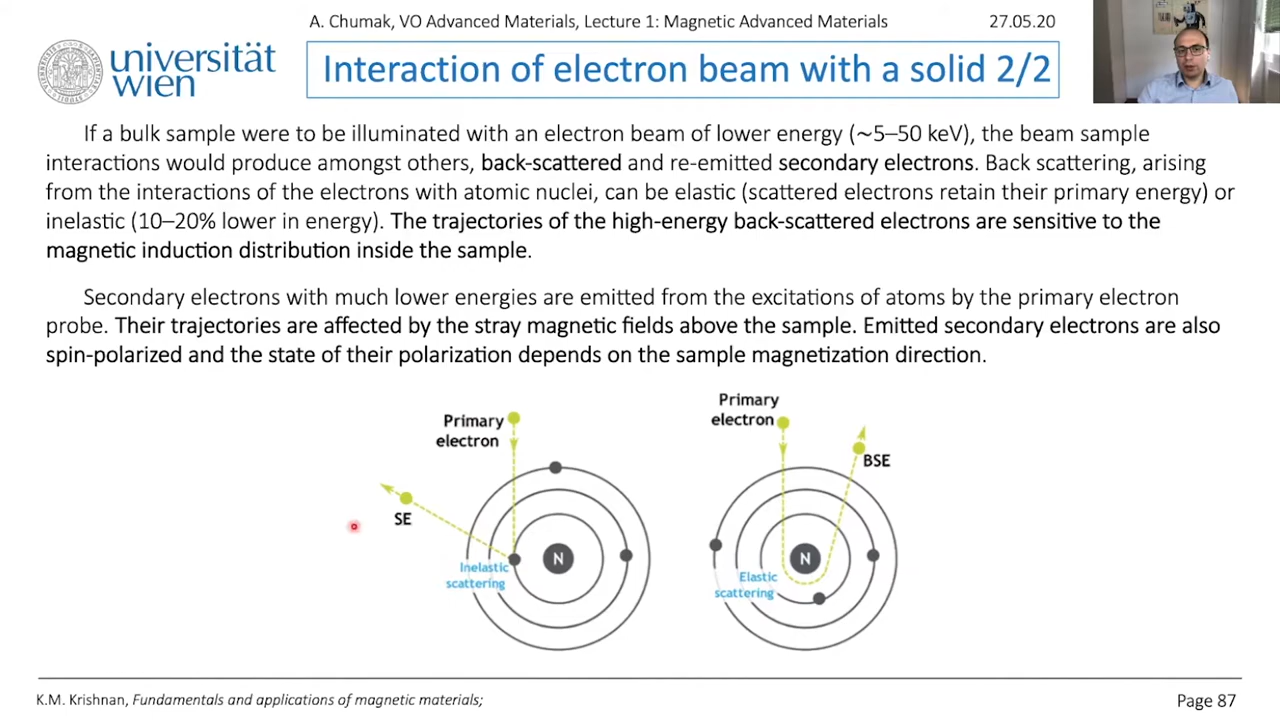 A. Chumak, VO Advanced Materials, Lecture 1: Magnetic Advanced Materials
27.05.20
universität
wien
Interaction of electron beam with a solid 2/2
If a bulk sample were to be illuminated with an electron beam of lower energy (~5–50 keV), the beam sample
interactions would produce amongst others, back-scattered and re-emitted secondary electrons. Back scattering, arising
from the interactions of the electrons with atomic nuclei, can be elastic (scattered electrons retain their primary energy) or
inelastic (10–20% lower in energy). The trajectories of the high-energy back-scattered electrons are sensitive to the
magnetic induction distribution inside the sample.
Secondary electrons with much lower energies are emitted from the excitations of atoms by the primary electron
probe. Their trajectories are affected by the stray magnetic fields above the sample. Emitted secondary electrons are also
spin-polarized and the state of their polarization depends on the sample magnetization direction.
Primary
electron
SE
N
Inelastic
scattering
Primary
electron
BSE
N
Elastic
scattering
K.M. Krishnan, Fundamentals and applications of magnetic materials;
Page 87